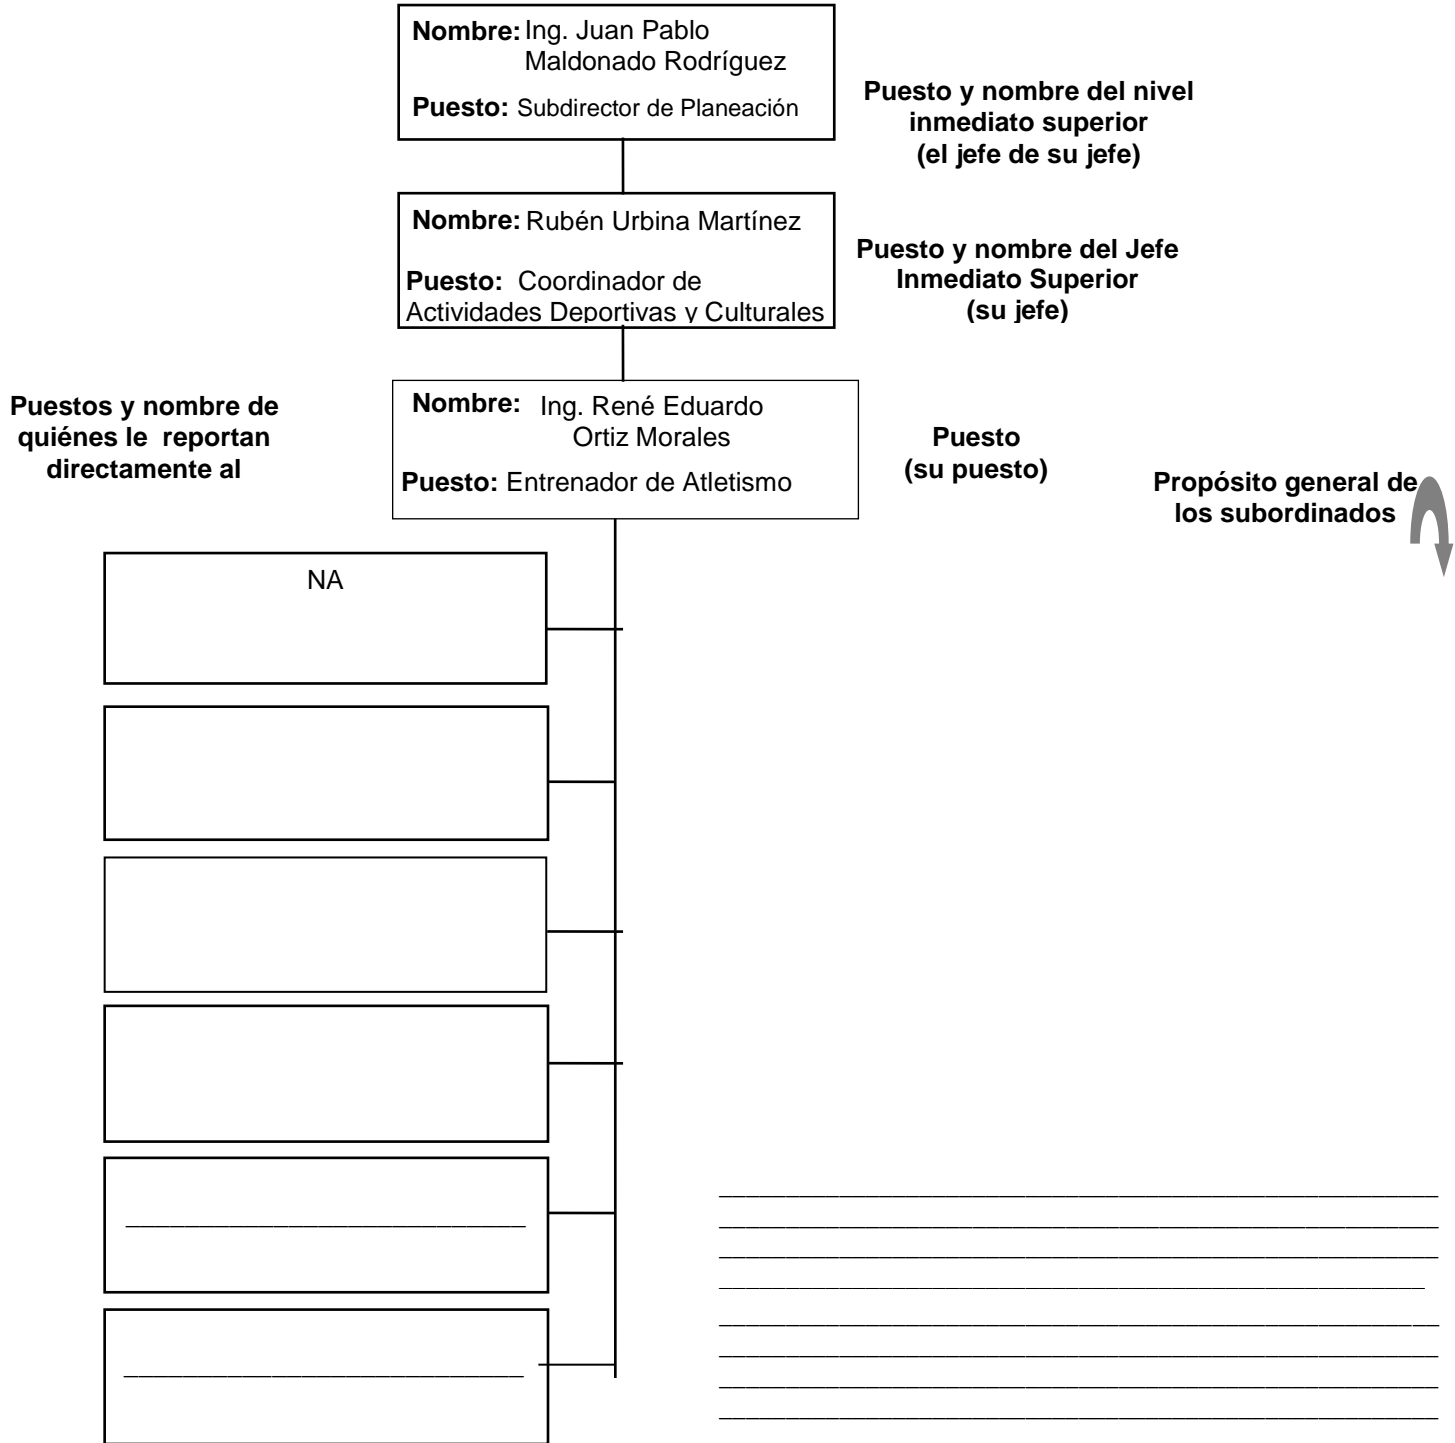 Nombre: Ing. Juan Pablo
Maldonado Rodríguez
Puesto: Subdirector de Planeación
Puesto y nombre del nivel
inmediato superior
(el jefe de su jefe)
Nombre: Rubén Urbina Martínez
Puesto: Coordinador de
Actividades Deportivas y Culturales
Puesto y nombre del Jefe
Inmediato Superior
(su jefe)
Puestos y nombre de
quiénes le reportan
directamente al
Nombre: Ing. René Eduardo
Ortiz Morales
Puesto: Entrenador de Atletismo
Puesto
(su puesto)
Propósito general de
los subordinados
NA